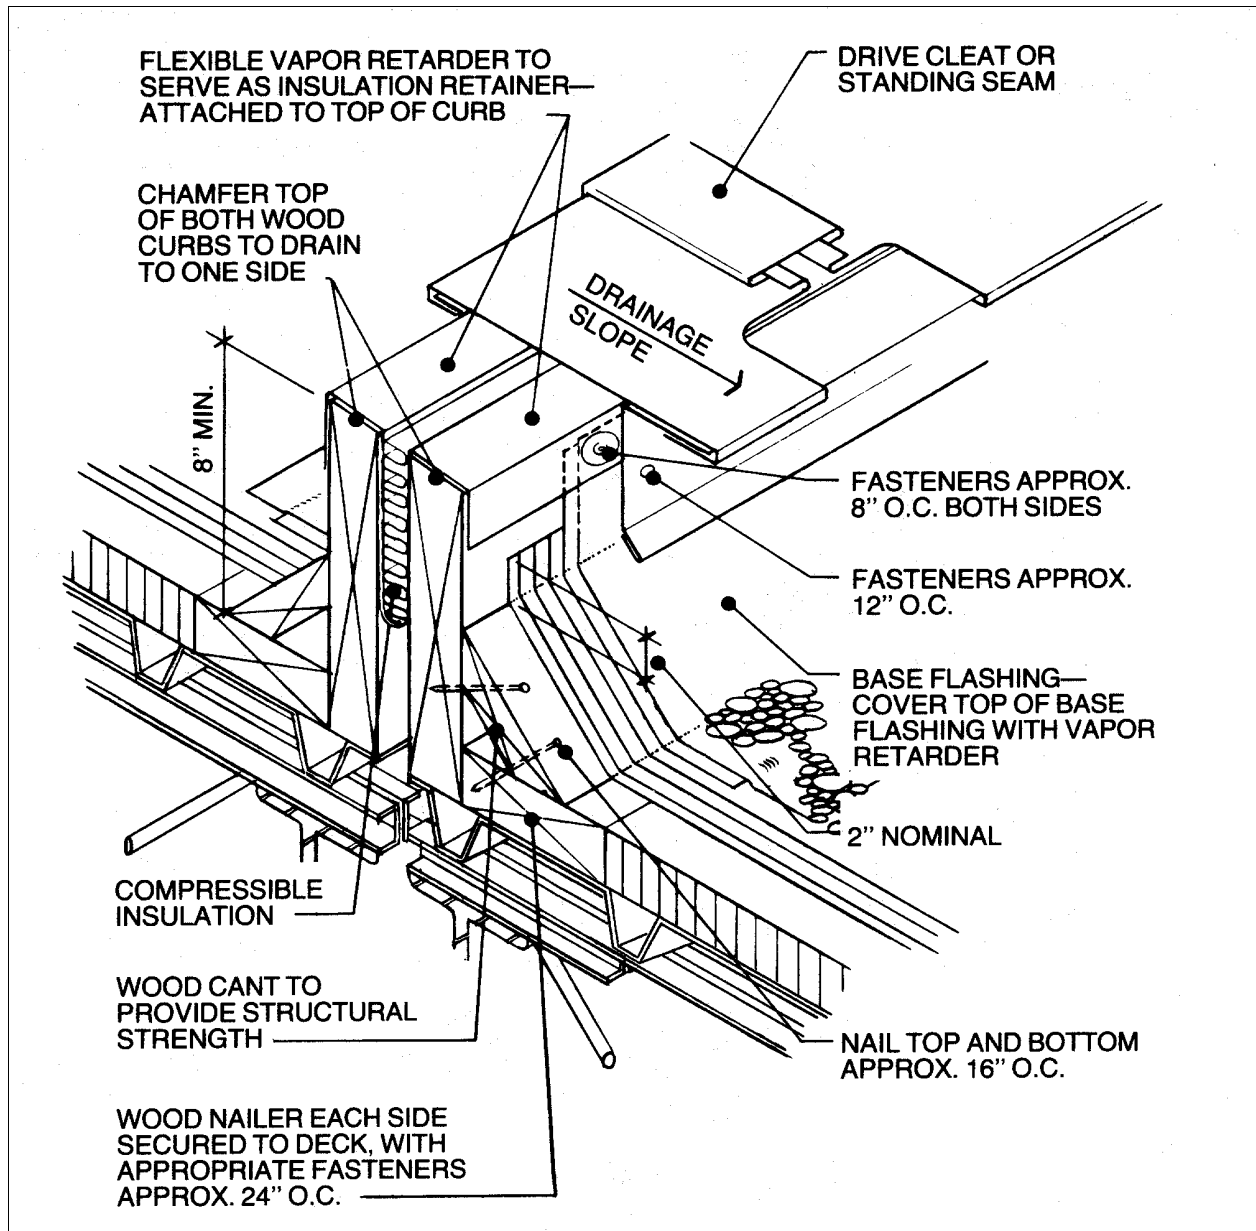 FLEXIBLE VAPOR RETARDER TO
SERVE AS INSULATION RETAINER—
ATTACHED TO TOP OF CURB
DRIVE CLEAT OR
STANDING SEAM
CHAMFER TOP
OF BOTH WOOD
CURBS TO DRAIN
TO ONE SIDE
DRAINAGE
SLOPE
8” MIN.
FASTENERS APPROX.
8” O.C. BOTH SIDES
FASTENERS APPROX.
12” O.C.
BASE FLASHING—
COVER TOP OF BASE
FLASHING WITH VAPOR
RETARDER
2” NOMINAL
COMPRESSIBLE
INSULATION
WOOD CANT TO
PROVIDE STRUCTURAL
STRENGTH
NAIL TOP AND BOTTOM
APPROX. 16” O.C.
WOOD NAILER EACH SIDE
SECURED TO DECK, WITH
APPROPRIATE FASTENERS
APPROX. 24” O.C.